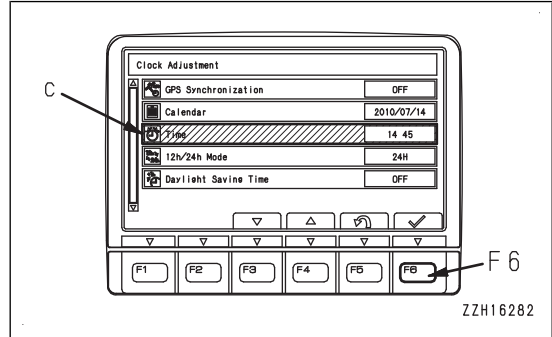 Clock Adjustment
C
GPS Synchronization OFF
Calendar 2010/07/14
Time 14 45
12h/24h Mode 24H
Daylight Saving Time OFF
F1 F2 F3 F4 F5 F6
F 6
ZZH16282